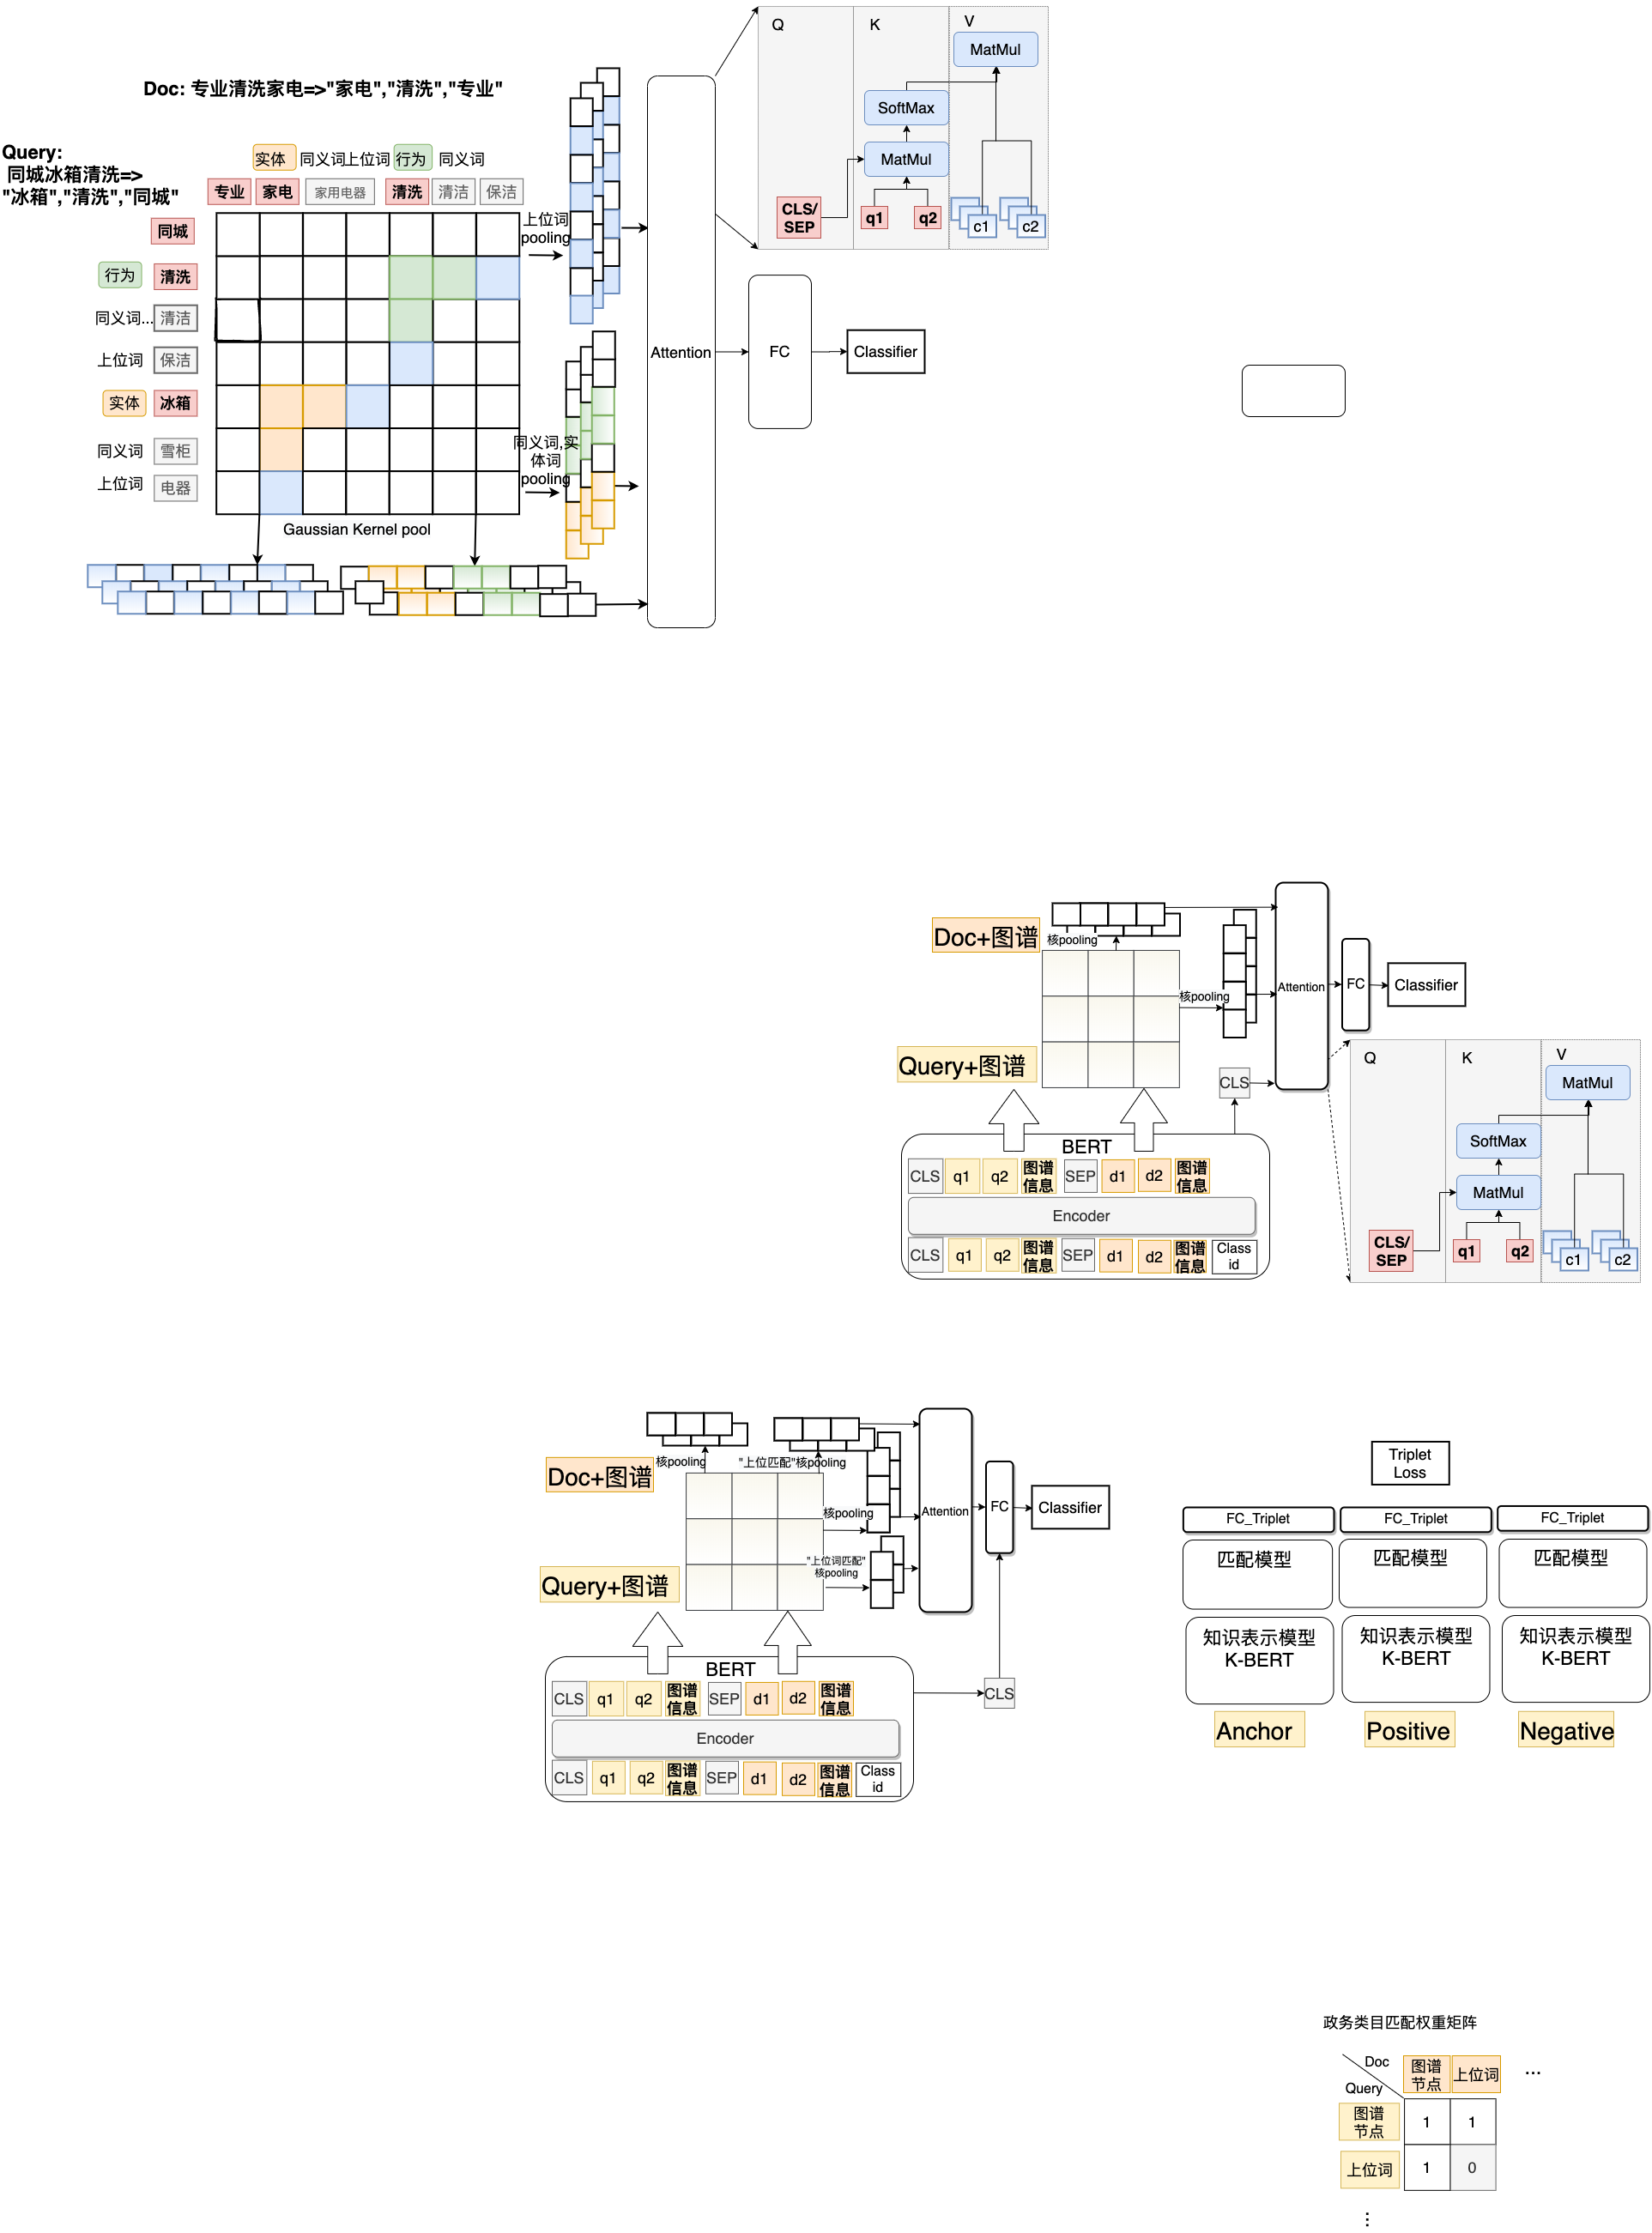 Doc: 专业清洗家电=>"家电","清洗","专业"
Query:
同城冰箱清洗=>
"冰箱","清洗","同城"
实体 同义词上位词 行为 同义词
专业 家电 家用电器 清洗 清洁 保洁
同城
行为 清洗
同义词... 清洁
上位词 保洁
实体 冰箱
同义词 雪柜
上位词 电器
Gaussian Kernel pool
上位词
pooling
同义词,实
体词
pooling
Attention
FC
Classifier
Q K V
MatMul
SoftMax
MatMul
CLS/
SEP
q1 q2
c1 c2
Doc+图谱
核pooling
核pooling
Query+图谱
Attention
FC
Classifier
CLS
BERT
CLS q1 q2 图谱
信息 SEP d1 d2 图谱
信息
Encoder
CLS q1 q2 图谱
信息 SEP d1 d2 图谱
信息 Class
id
Q K V
MatMul
SoftMax
MatMul
CLS/
SEP
q1 q2
c1 c2
Doc+图谱
核pooling
"上位匹配"核pooling
核pooling
"上位词匹配"
核pooling
Query+图谱
Attention
FC
Classifier
CLS
BERT
CLS q1 q2 图谱
信息 SEP d1 d2 图谱
信息
Encoder
CLS q1 q2 图谱
信息 SEP d1 d2 图谱
信息 Class
id
Triplet
Loss
FC_Triplet FC_Triplet FC_Triplet
匹配模型 匹配模型 匹配模型
知识表示模型 知识表示模型 知识表示模型
K-BERT K-BERT K-BERT
Anchor Positive Negative
政务类目匹配权重矩阵
Doc
Query
图谱
节点 上位词 ...
图谱
节点 1 1
上位词 1 0
...